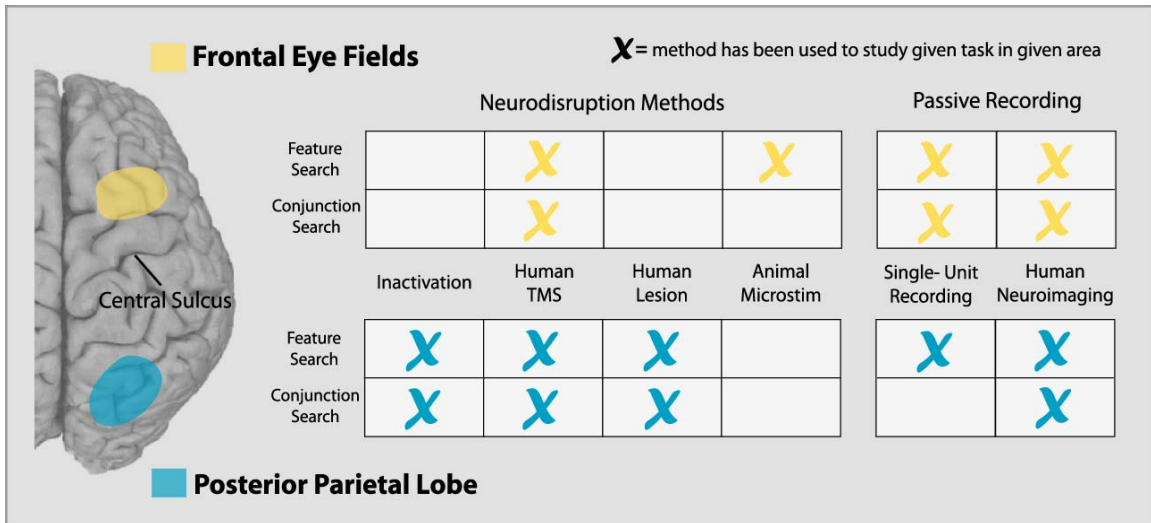 Frontal Eye Fields
X = method has been used to study given task in given area
Neurodisruption Methods
Passive Recording
Feature
Search
X X X X
Conjunction
Search
X X X
Central Sulcus
Inactivation
Human
TMS
Human
Lesion
Animal
Microstim
Single- Unit
Recording
Human
Neuroimaging
Feature
Search
X X X X X
Conjunction
Search
X X X X
Posterior Parietal Lobe